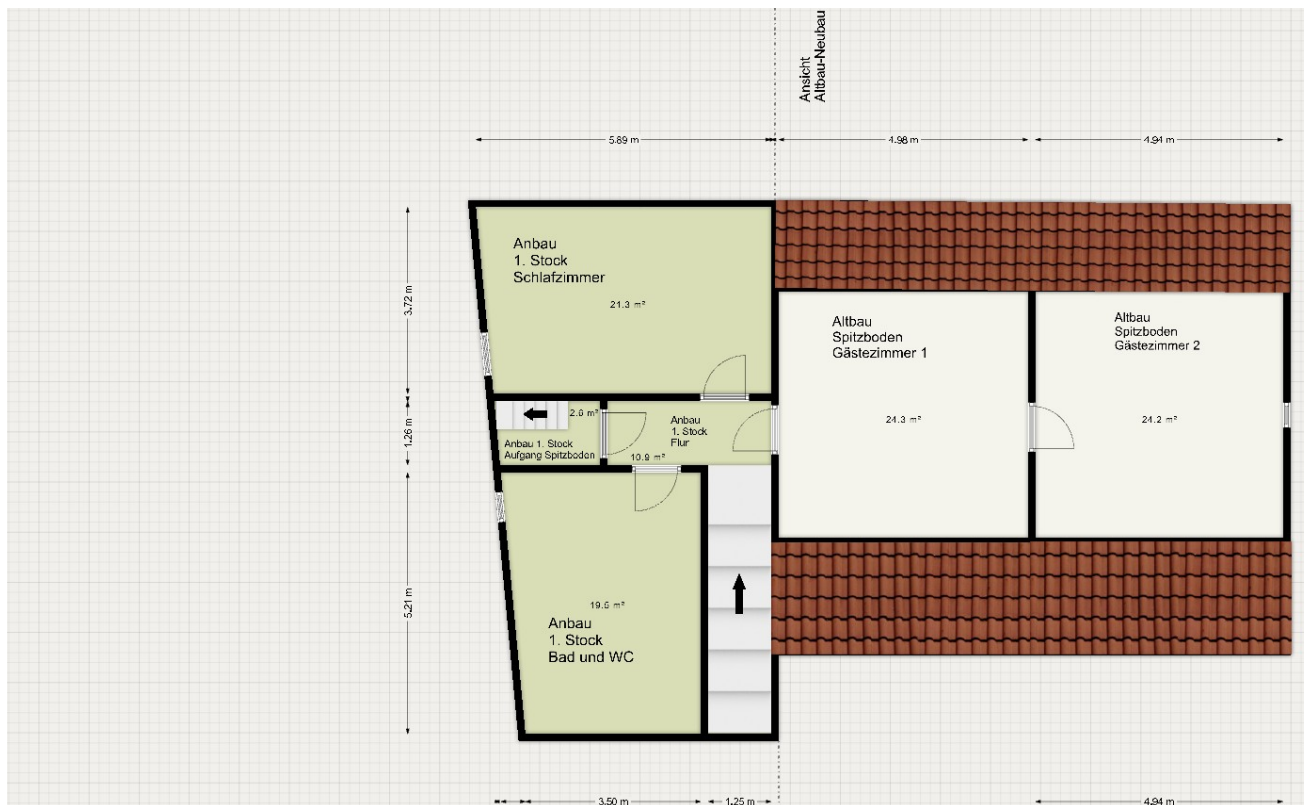 Ansicht
Altbau-Neubau
5.89 m
4.98 m
4.94 m
3.72 m
1.26 m
5.21 m
Anbau
1. Stock
Schlafzimmer
21.3 m²
Altbau
Spitzboden
Gästezimmer 1
24.3 m²
Altbau
Spitzboden
Gästezimmer 2
24.2 m²
2.6 m²
Anbau 1. Stock
Aufgang Spitzboden
Anbau
1. Stock
Flur
10.9 m²
19.6 m²
Anbau
1. Stock
Bad und WC
3.50 m
1.25 m
4.94 m